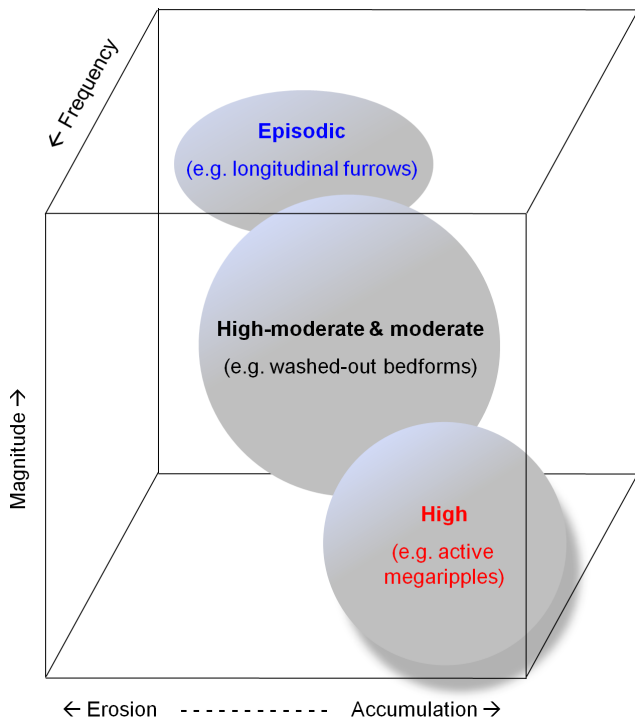 ← Frequency
Episodic
(e.g. longitudinal furrows)
High-moderate & moderate
(e.g. washed-out bedforms)
Magnitude →
High
(e.g. active
megaripples)
← Erosion - - - - - - - - - - - Accumulation →